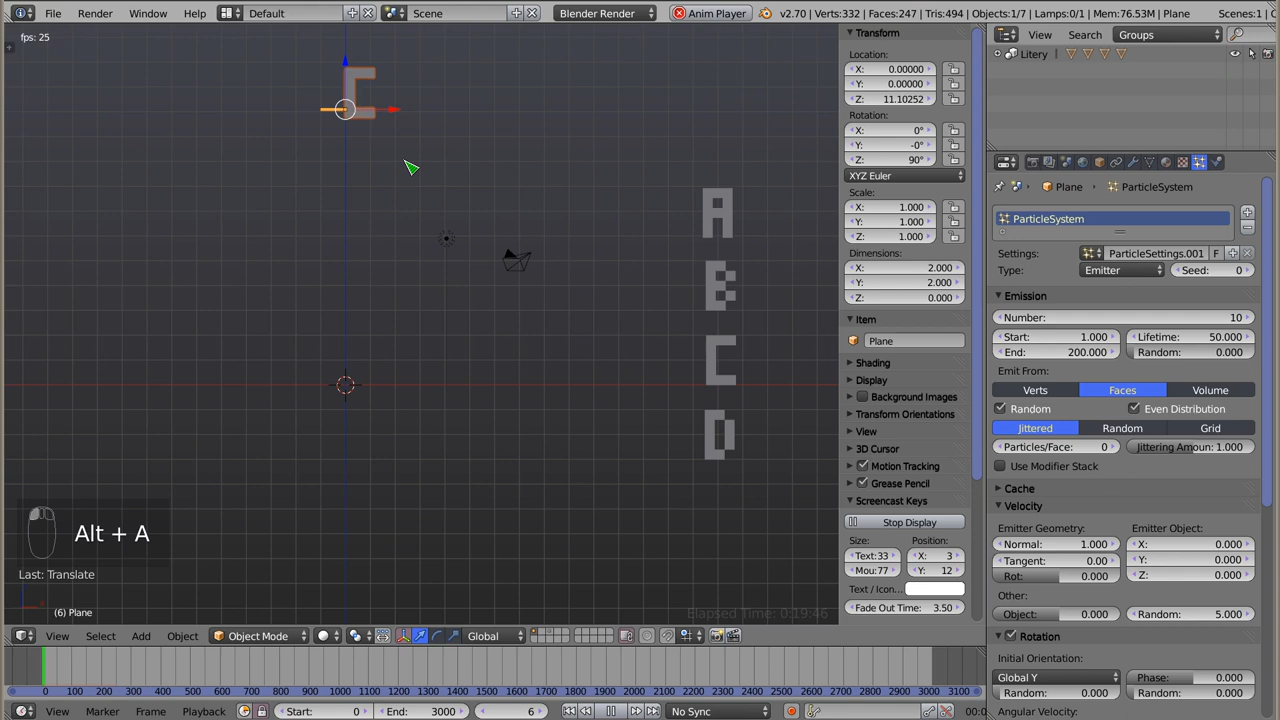 File Render Window Help Default Scene Blender Render Anim Player v2.70 | Verts:332 | Faces:247 | Tris:494 | Objects:1/7 | Lamps:0/1 | Mem:76.53M | Plane Scenes:1
fps: 25
C
A
B
C
D
Alt + A
Last: Translate
(6) Plane
Elapsed Time: 0:19:46
View Select Add Object Object Mode Global
0 100 200 300 400 500 600 700 800 900 1000 1100 1200 1300 1400 1500 1600 1700 1800 1900 2000 2100 2200 2300 2400 2500 2600 2700 2800 2900 3000 3100
View Marker Frame Playback Start: 0 End: 3000 6 No Sync
Transform
Location:
X: 0.00000
Y: 0.00000
Z: 11.10252
Rotation:
X: 0°
Y: -0°
Z: 90°
XYZ Euler
Scale:
X: 1.000
Y: 1.000
Z: 1.000
Dimensions:
X: 2.000
Y: 2.000
Z: 0.000
Item
Plane
Shading
Display
Background Images
Transform Orientations
View
3D Cursor
Motion Tracking
Grease Pencil
Screencast Keys
Stop Display
Size: Position:
Text:33 X: 3
Mou:77 Y: 12
Text / Icon...
Fade Out Time: 3.50
View Search Groups
Litery
Plane ParticleSystem
ParticleSystem
Settings: ParticleSettings.001 F
Type: Emitter Seed: 0
Emission
Number: 10
Start: 1.000 Lifetime: 50.000
End: 200.000 Random: 0.000
Emit From:
Verts Faces Volume
Random Even Distribution
Jittered Random Grid
Particles/Face: 0 Jittering Amoun: 1.000
Use Modifier Stack
Cache
Velocity
Emitter Geometry: Emitter Object:
Normal: 1.000 X: 0.000
Tangent: 0.00 Y: 0.000
Rot: 0.000 Z: 0.000
Other:
Object: 0.000 Random: 5.000
Rotation
Initial Orientation:
Global Y Phase: 0.000
Random: 0.000 Random: 0.000
Angular Velocity: